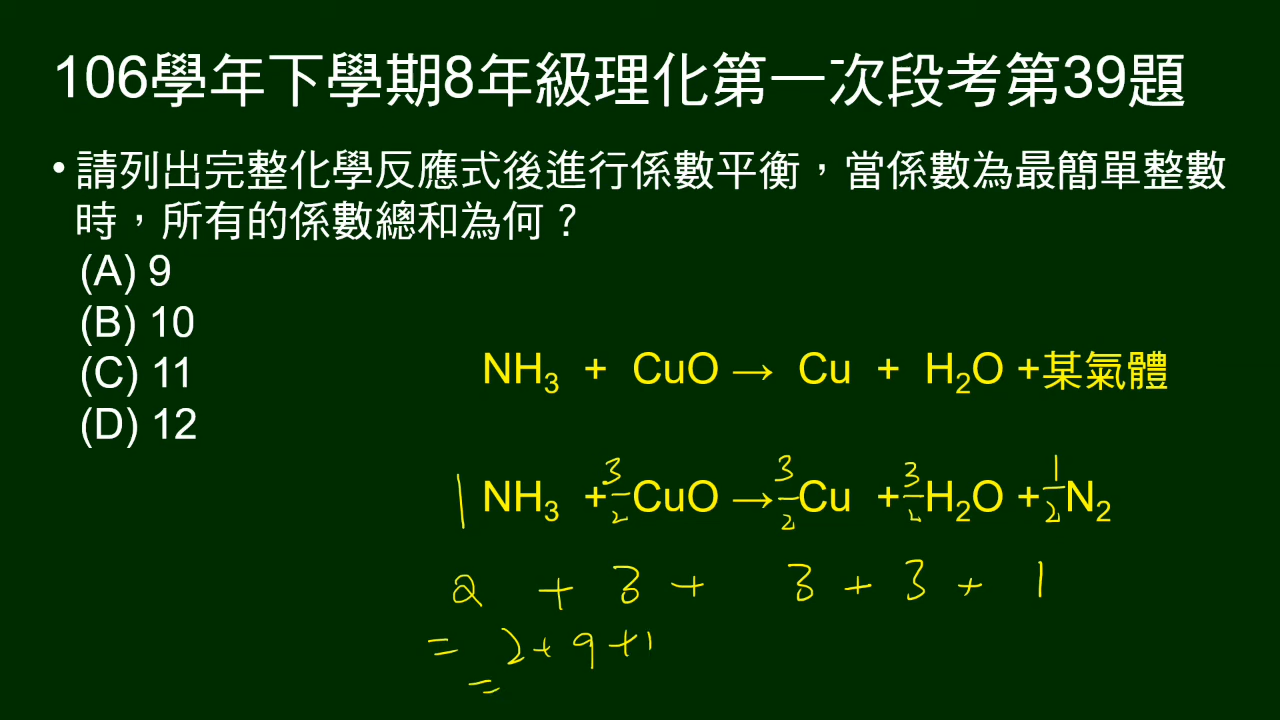 106學年下學期8年級理化第一次段考第39題
• 請列出完整化學反應式後進行係數平衡，當係數為最簡單整數
時，所有的係數總和為何？
(A) 9
(B) 10
(C) 11
(D) 12
NH₃ + CuO → Cu + H₂O +某氣體
1 NH₃ + 3/2 CuO → 3/2 Cu + 3/2 H₂O + 1/2 N₂
2 + 3 + 3 + 3 + 1
= 2 + 9 + 1
=